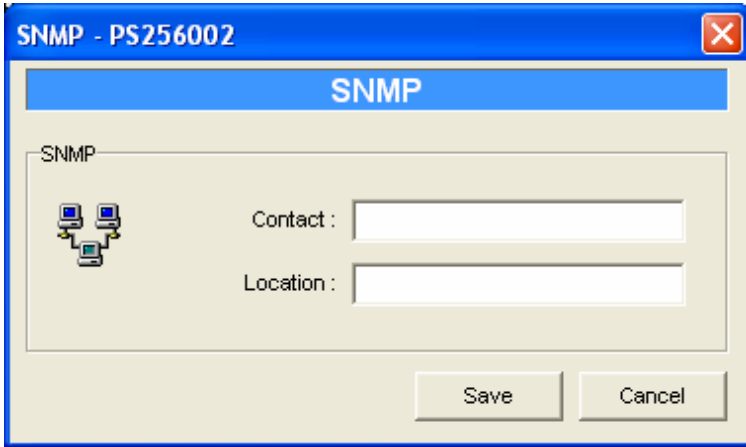 SNMP - PS256002
SNMP
SNMP
Contact :
Location :
Save
Cancel